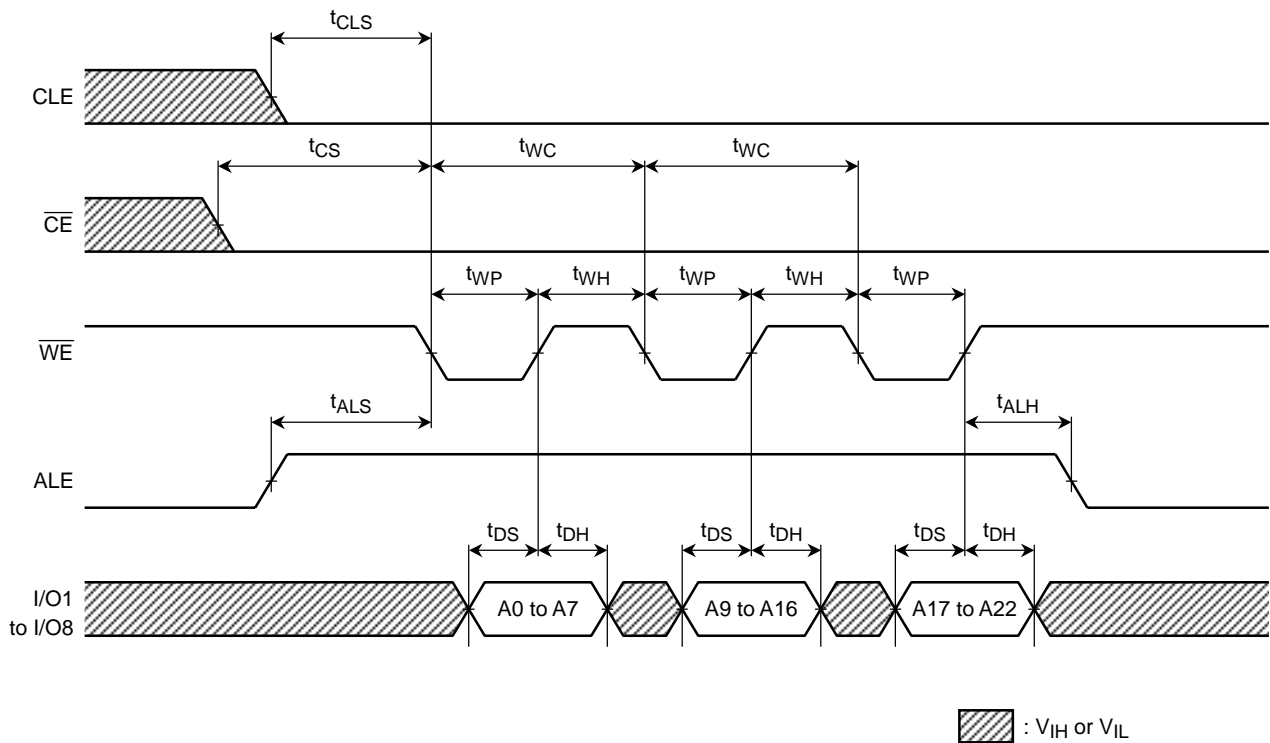 tCLS
CLE
tCS
tWC
tWC
CE
tWP
tWH
tWP
tWH
tWP
WE
tALS
tALH
ALE
tDS
tDH
tDS
tDH
tDS
tDH
I/O1
to I/O8
A0 to A7
A9 to A16
A17 to A22
: VIH or VIL